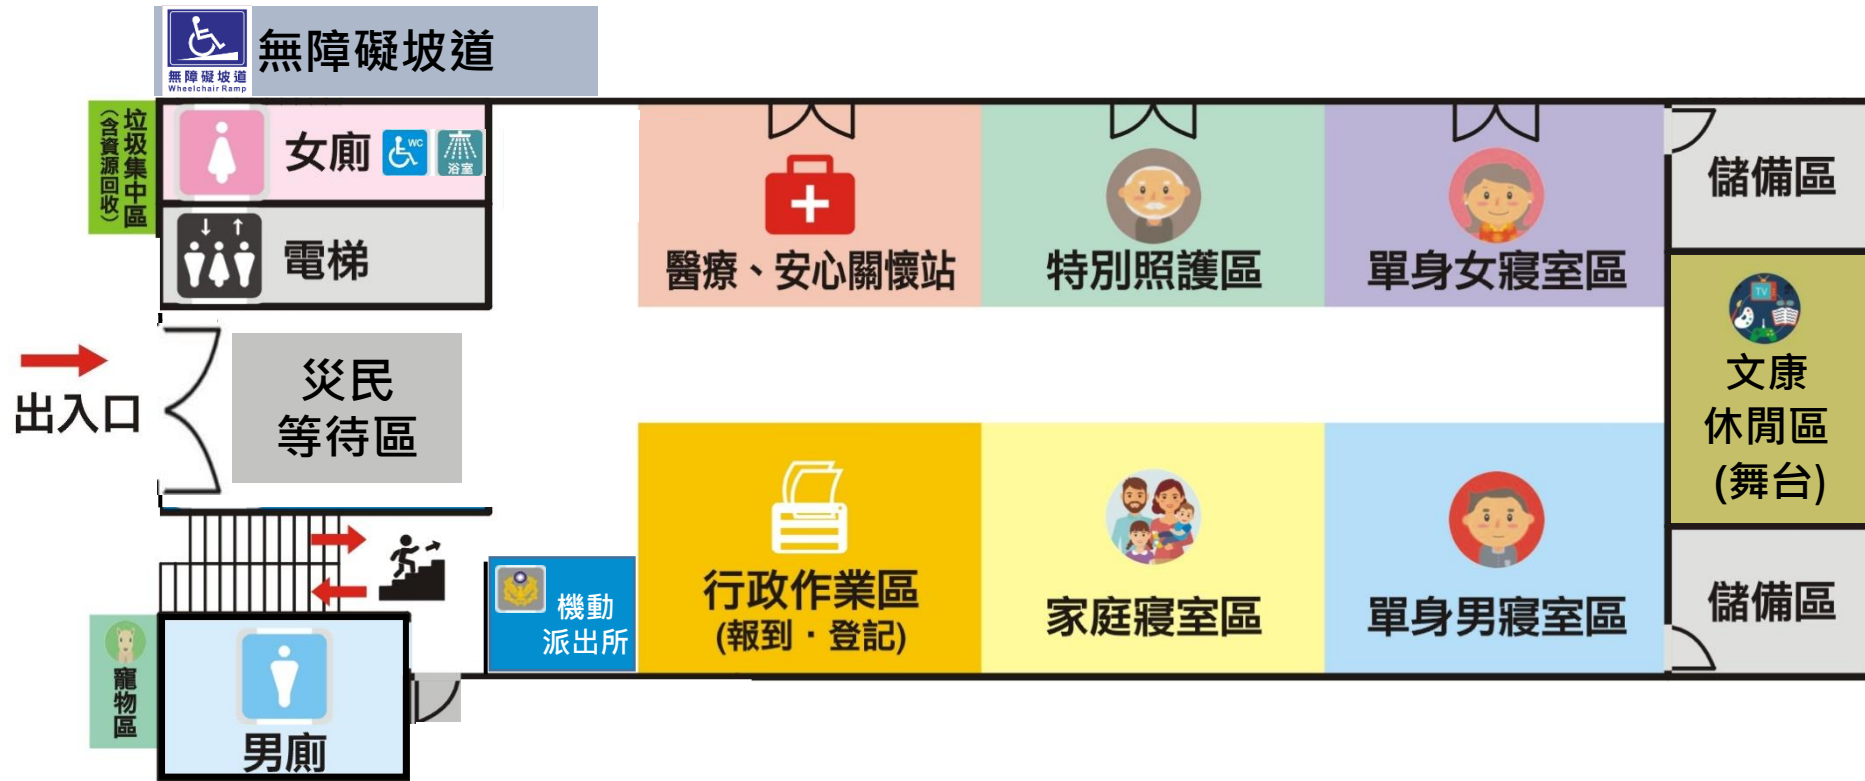 無障礙坡道
Wheelchair Ramp
無障礙坡道
垃圾集中區
（含資源回收）
女廁
WC
浴室
電梯
出入口
災民
等待區
醫療、安心關懷站
特別照護區
單身女寢室區
儲備區
TV
文康
休閒區
(舞台)
機動
派出所
行政作業區
(報到・登記)
家庭寢室區
單身男寢室區
儲備區
寵物區
男廁